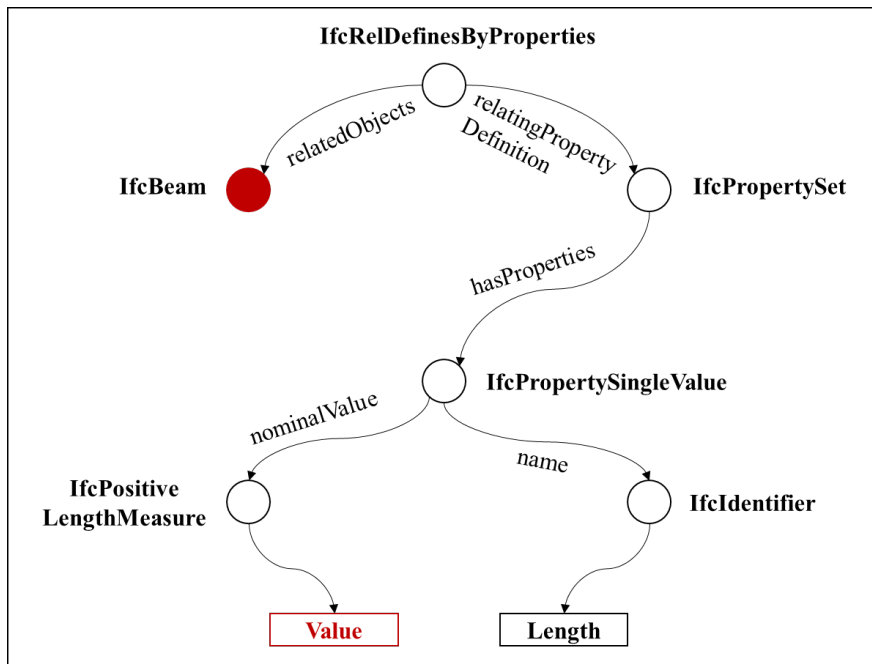 IfcRelDefinesByProperties
relatedObjects
relatingProperty
Definition
IfcBeam
IfcPropertySet
hasProperties
IfcPropertySingleValue
nominalValue
name
IfcPositive
LengthMeasure
IfcIdentifier
Value
Length